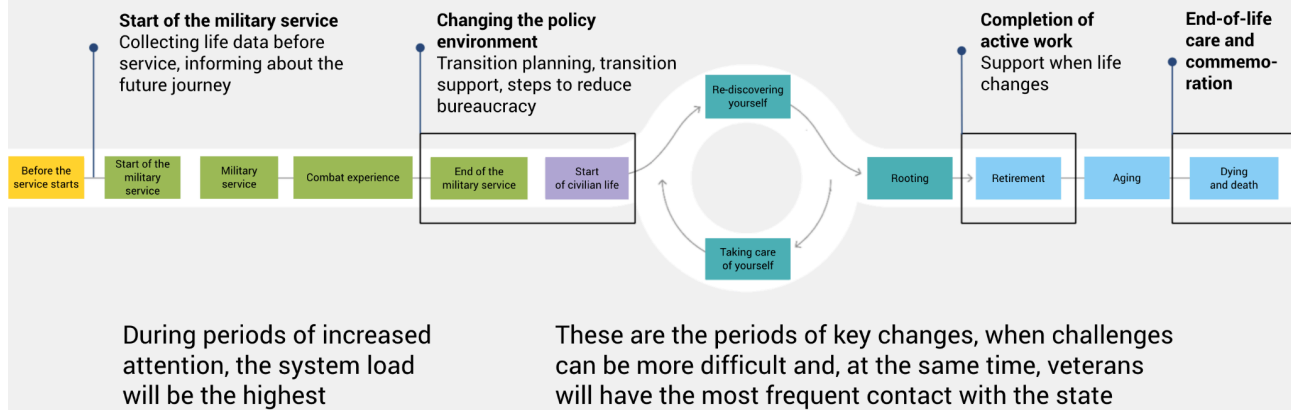 Start of the military service
Collecting life data before
service, informing about the
future journey
Changing the policy
environment
Transition planning, transition
support, steps to reduce
bureaucracy
Completion of
active work
Support when life
changes
End-of-life
care and
commemo-
ration
Before the
service starts
Start of the
military
service
Military
service
Combat experience
End of the
military service
Start
of civilian life
Re-discovering
yourself
Taking care
of yourself
Rooting
Retirement
Aging
Dying
and death
During periods of increased
attention, the system load
will be the highest
These are the periods of key changes, when challenges
can be more difficult and, at the same time, veterans
will have the most frequent contact with the state